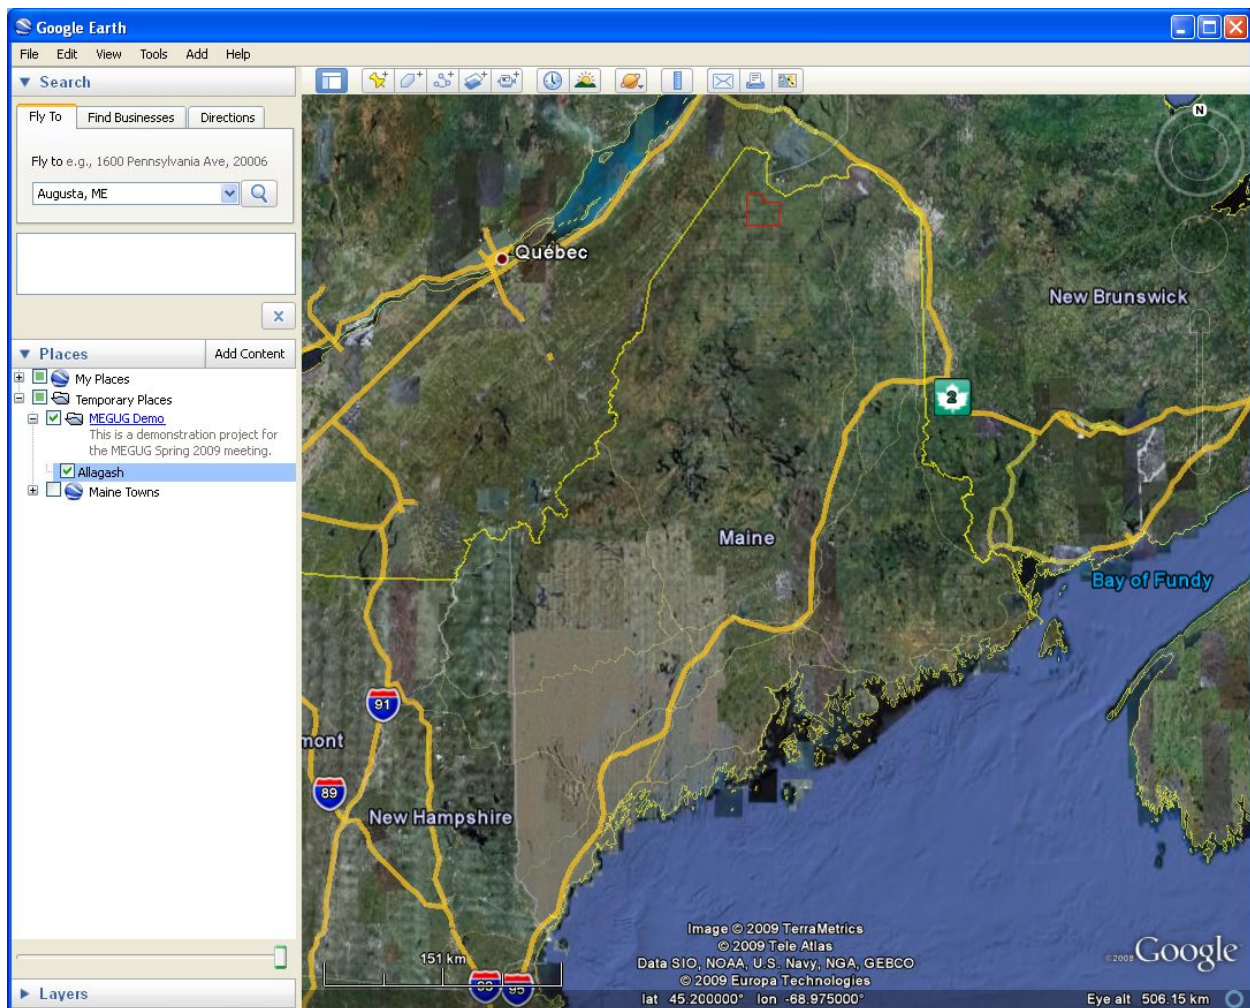 Google Earth
File Edit View Tools Add Help
Search
Fly To Find Businesses Directions
Fly to e.g., 1600 Pennsylvania Ave, 20006
Augusta, ME
Places Add Content
My Places
Temporary Places
MEGUG Demo
This is a demonstration project for
the MEGUG Spring 2009 meeting.
Allagash
Maine Towns
Layers
N
Québec
New Brunswick
2
Maine
Bay of Fundy
91
mont
89
New Hampshire
151 km
95
Image © 2009 TerraMetrics
© 2009 Tele Atlas
Data SIO, NOAA, U.S. Navy, NGA, GEBCO
© 2009 Europa Technologies
©2009 Google
lat 45.200000° lon -68.975000° Eye alt 506.15 km